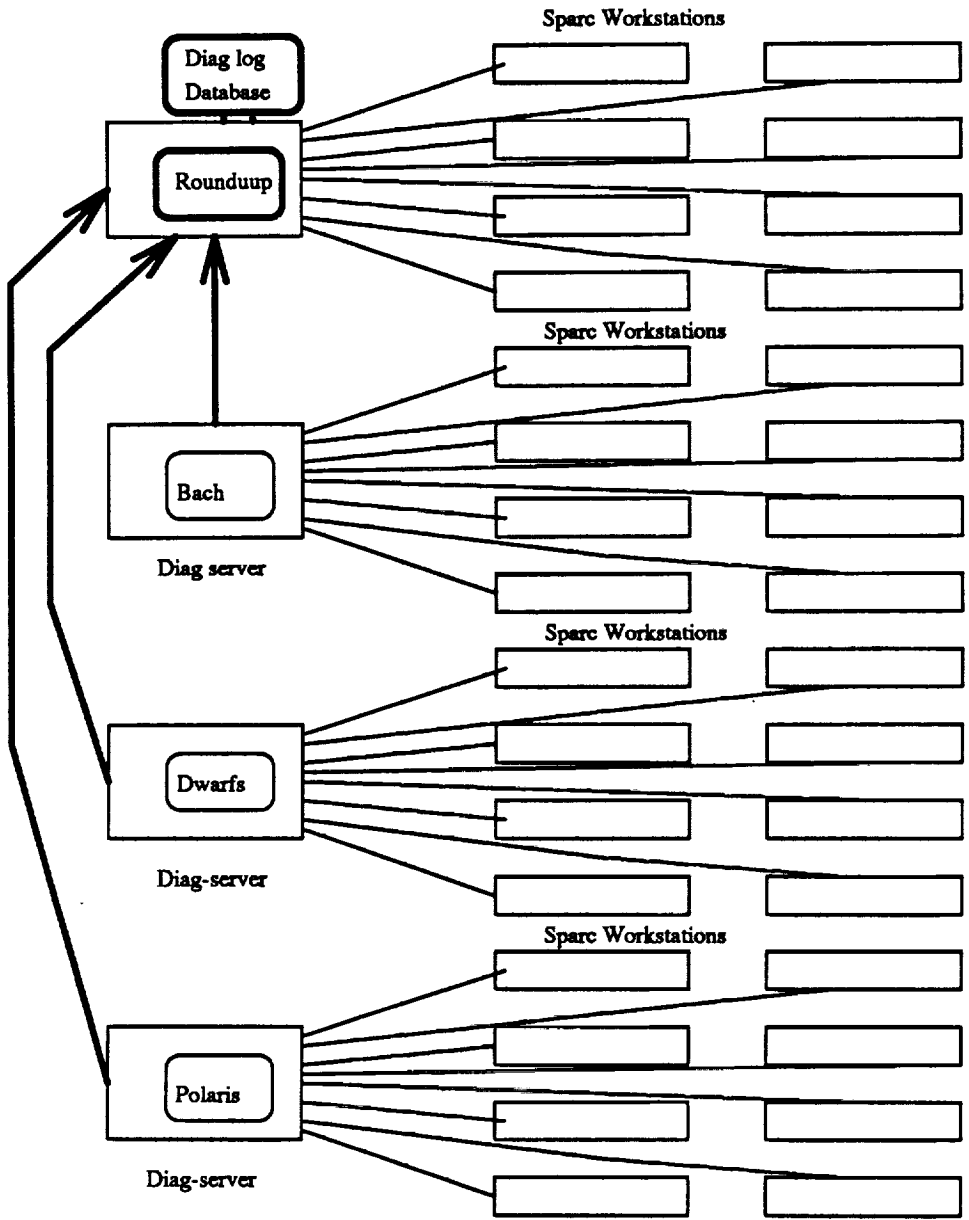 Sparc Workstations
Diag log
Database
Rounduup
Sparc Workstations
Bach
Diag server
Sparc Workstations
Dwarfs
Diag-server
Sparc Workstations
Polaris
Diag-server